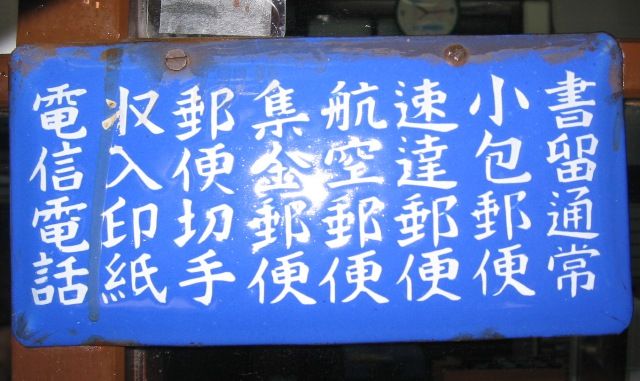 書留通常
小包郵便
速達郵便
航空郵便
集金郵便
郵便切手
収入印紙
電信電話